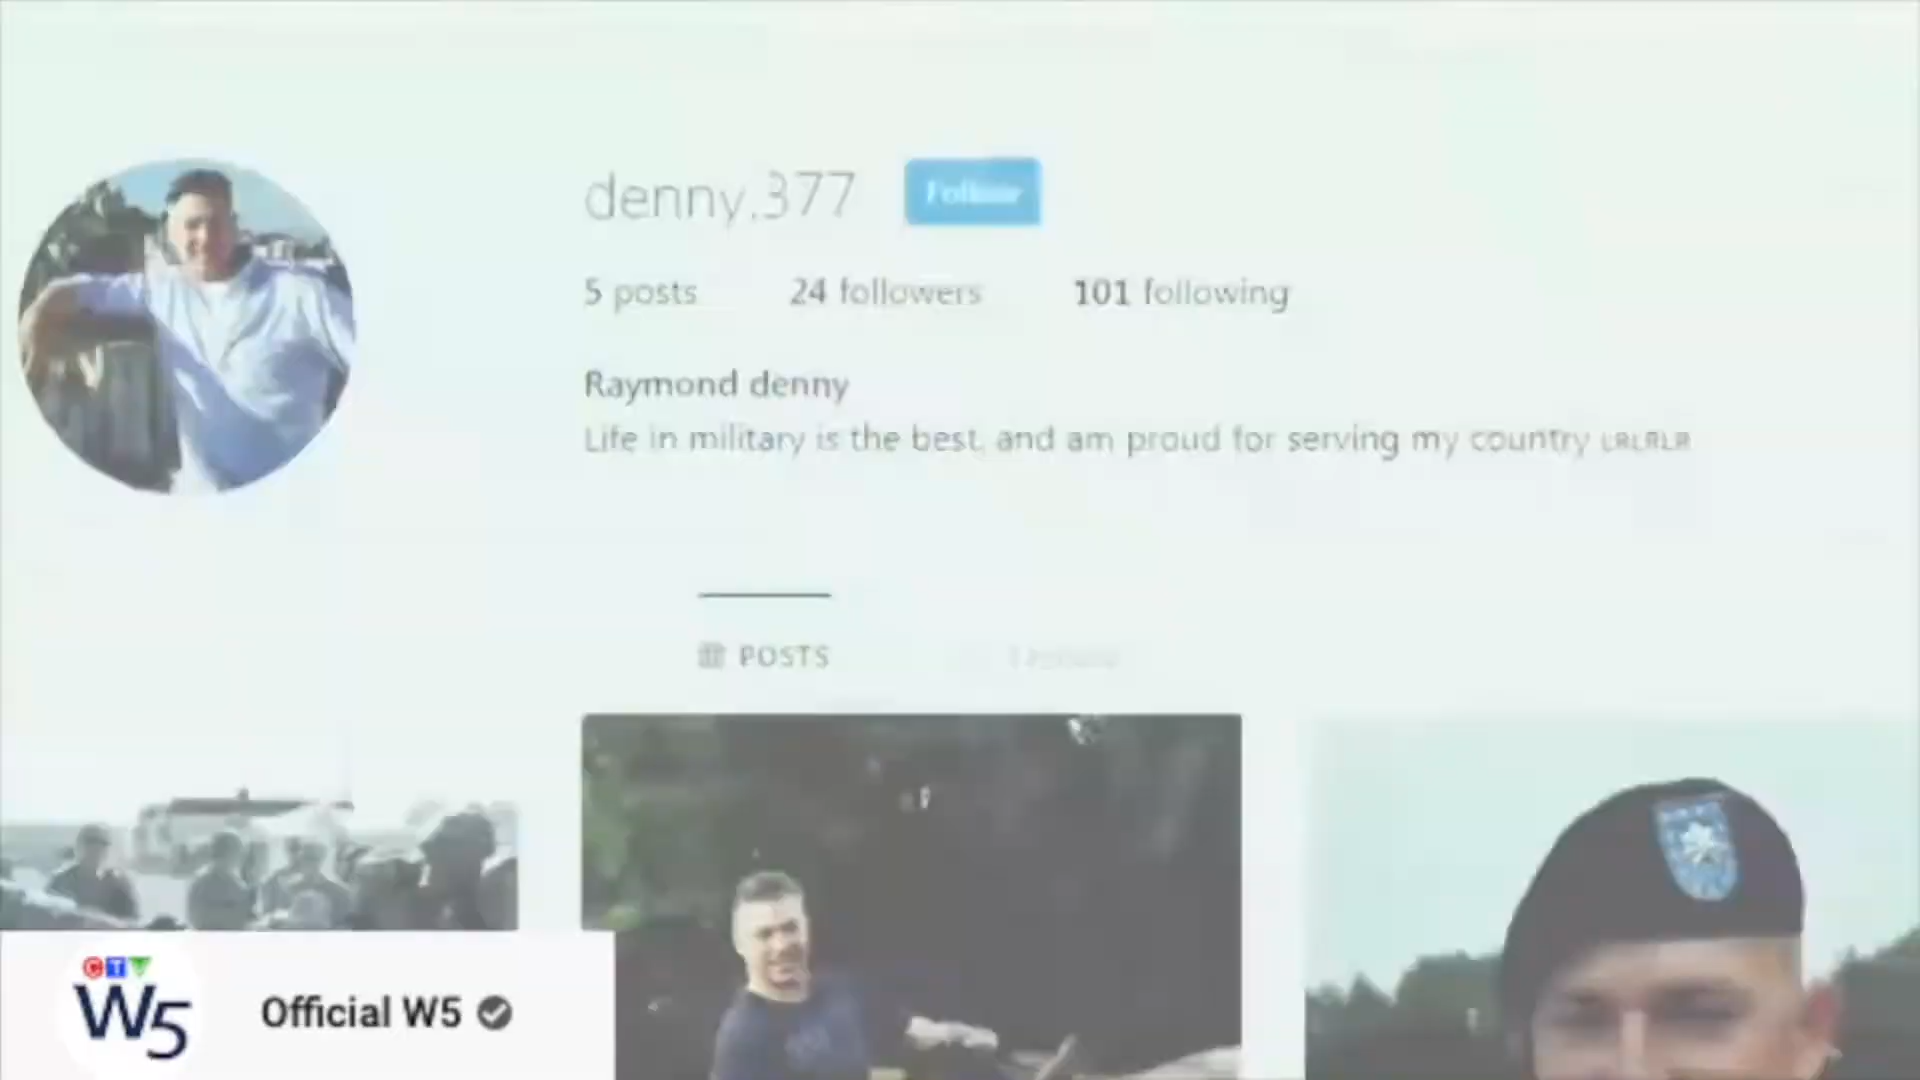 denny.377 Follow
5 posts 24 followers 101 following
Raymond denny
Life in military is the best, and am proud for serving my country
POSTS
CTV
W5 Official W5